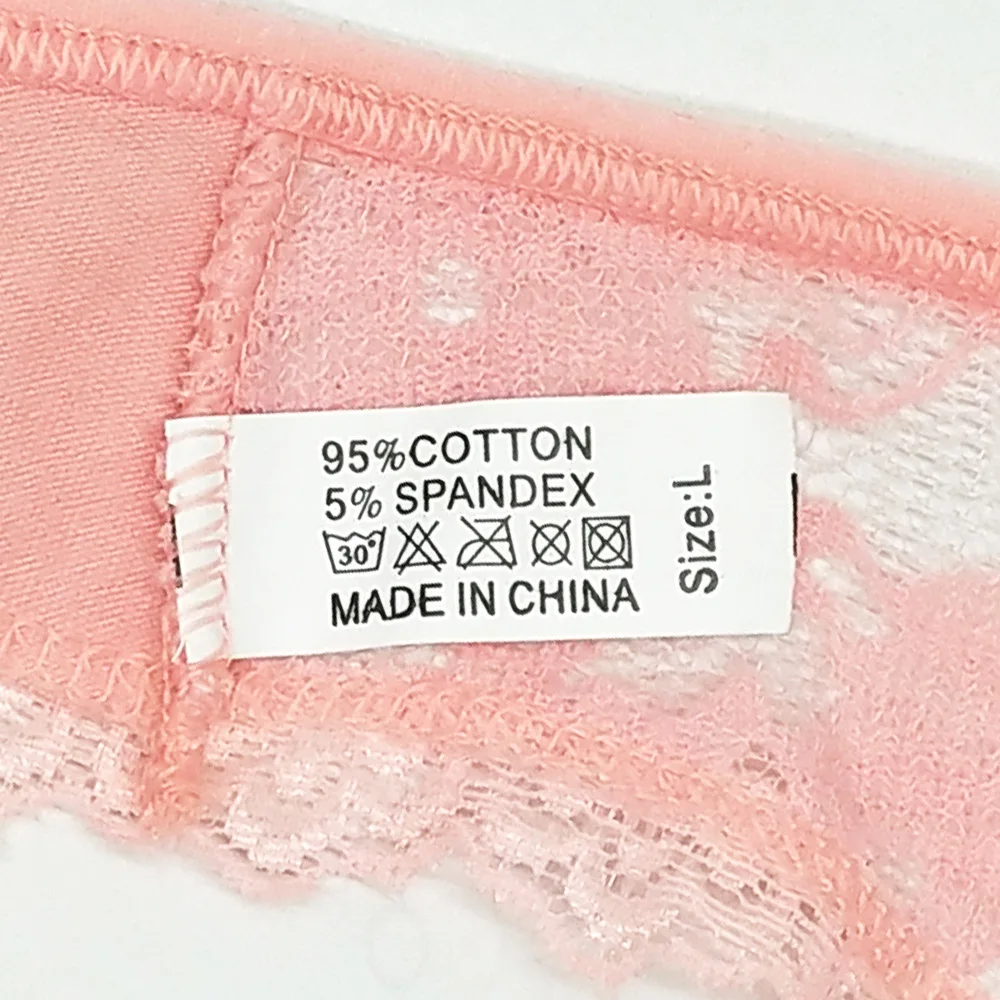 95%COTTON
5% SPANDEX
30°
MADE IN CHINA
Size:L